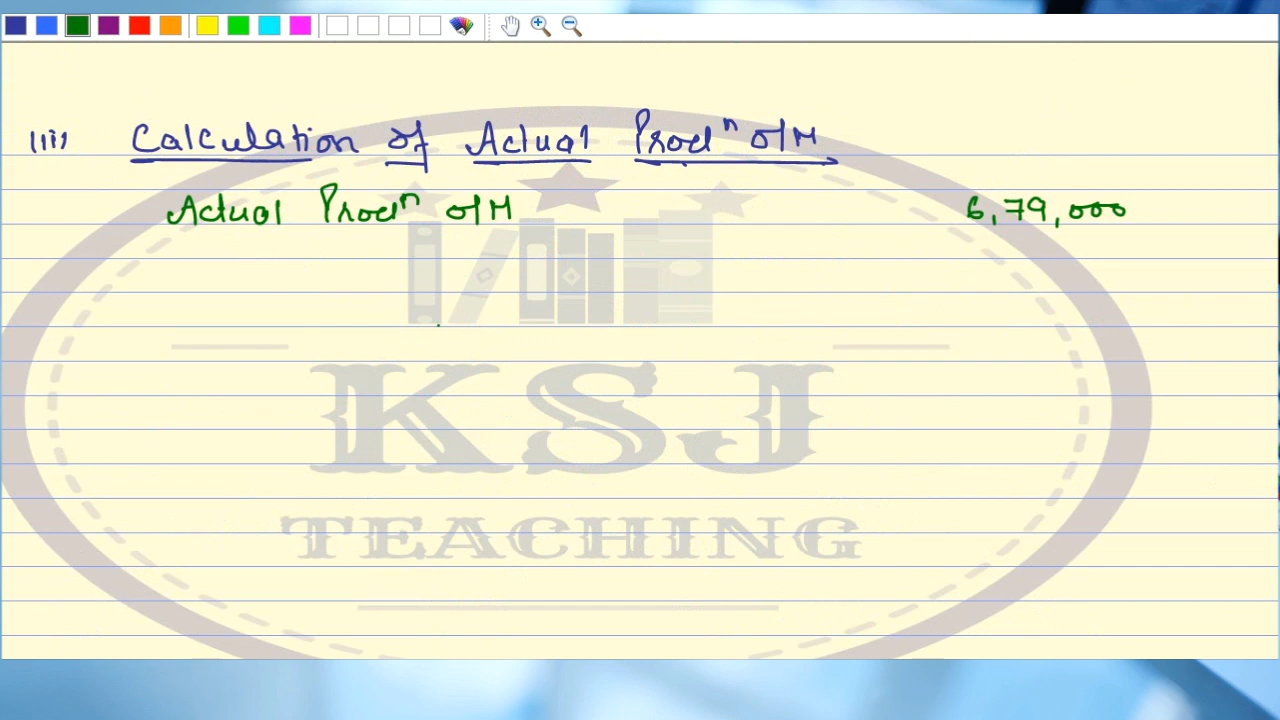 (iii) Calculation of Actual Prodⁿ o/H
Actual Prodⁿ o/H 6,79,000
KSJ
TEACHING